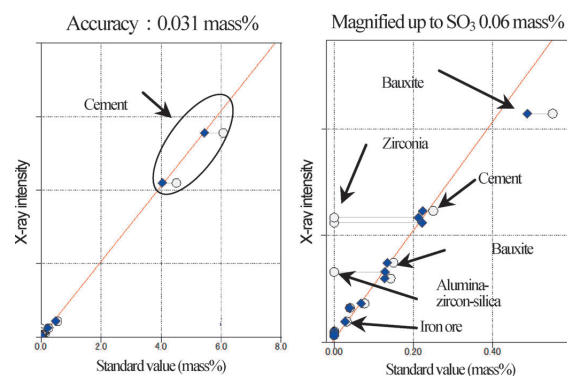 Accuracy : 0.031 mass%
Cement
X-ray intensity
0.0
2.0
4.0
6.0
8.0
Standard value (mass%)
Magnified up to SO₃ 0.06 mass%
Bauxite
Zirconia
Cement
Bauxite
Alumina-
zircon-silica
Iron ore
X-ray intensity
0.00
0.20
0.40
Standard value (mass%)